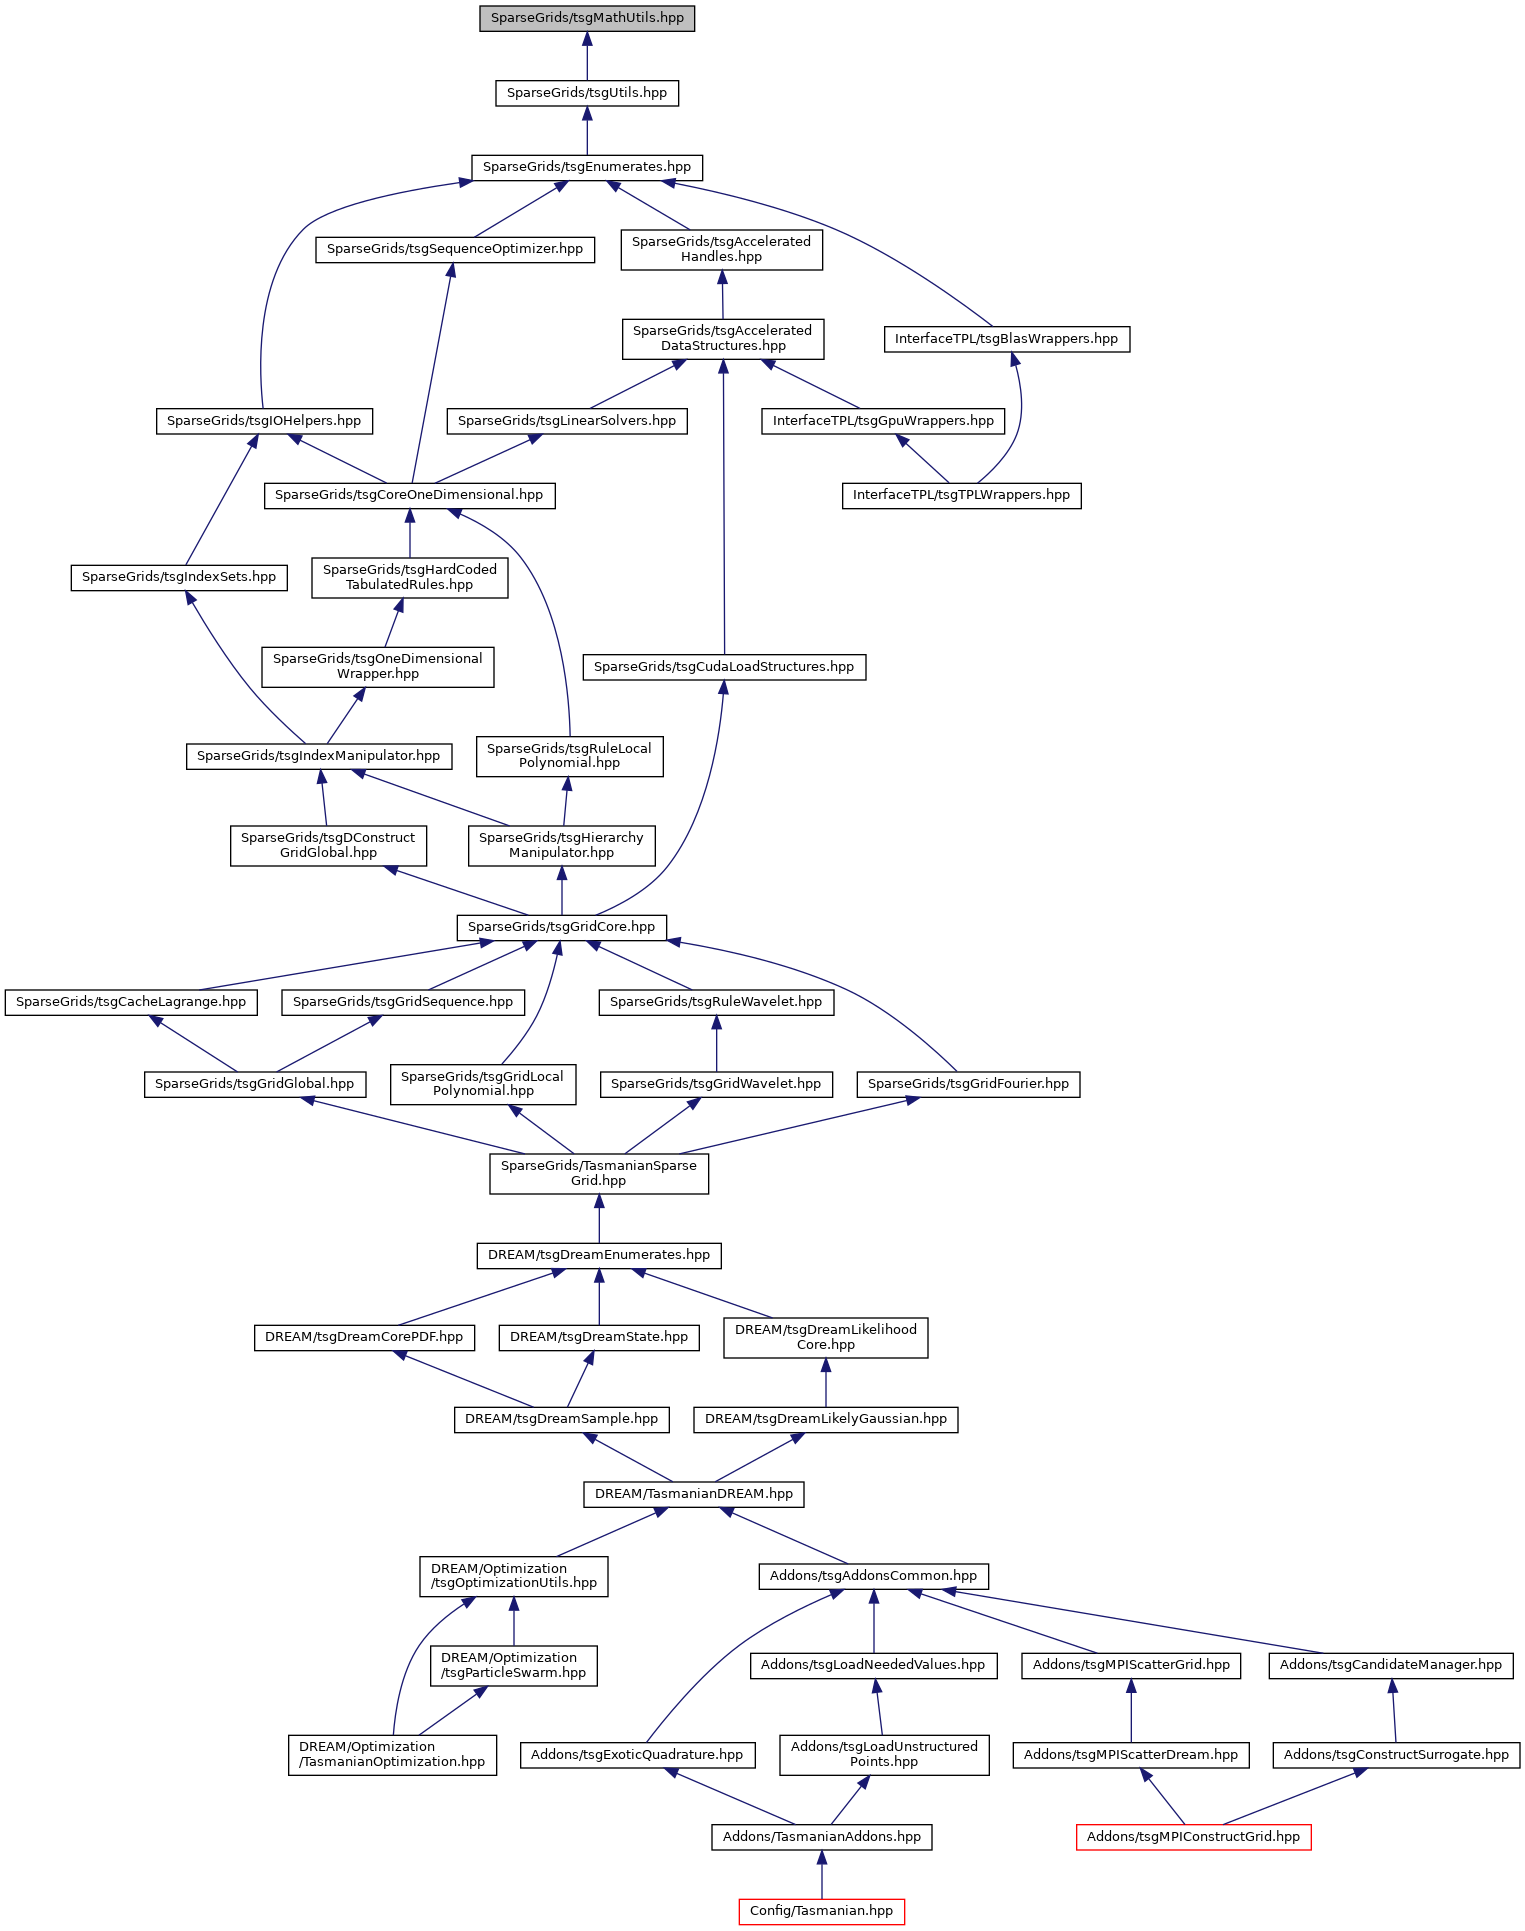 SparseGrids/tsgMathUtils.hpp
SparseGrids/tsgUtils.hpp
SparseGrids/tsgEnumerates.hpp
SparseGrids/tsgSequenceOptimizer.hpp
SparseGrids/tsgAccelerated
Handles.hpp
SparseGrids/tsgAccelerated
DataStructures.hpp
InterfaceTPL/tsgBlasWrappers.hpp
SparseGrids/tsgIOHelpers.hpp
SparseGrids/tsgLinearSolvers.hpp
InterfaceTPL/tsgGpuWrappers.hpp
SparseGrids/tsgCoreOneDimensional.hpp
InterfaceTPL/tsgTPLWrappers.hpp
SparseGrids/tsgIndexSets.hpp
SparseGrids/tsgHardCoded
TabulatedRules.hpp
SparseGrids/tsgOneDimensional
Wrapper.hpp
SparseGrids/tsgCudaLoadStructures.hpp
SparseGrids/tsgIndexManipulator.hpp
SparseGrids/tsgRuleLocal
Polynomial.hpp
SparseGrids/tsgDConstruct
GridGlobal.hpp
SparseGrids/tsgHierarchy
Manipulator.hpp
SparseGrids/tsgGridCore.hpp
SparseGrids/tsgCacheLagrange.hpp
SparseGrids/tsgGridSequence.hpp
SparseGrids/tsgRuleWavelet.hpp
SparseGrids/tsgGridGlobal.hpp
SparseGrids/tsgGridLocal
Polynomial.hpp
SparseGrids/tsgGridWavelet.hpp
SparseGrids/tsgGridFourier.hpp
SparseGrids/TasmanianSparse
Grid.hpp
DREAM/tsgDreamEnumerates.hpp
DREAM/tsgDreamCorePDF.hpp
DREAM/tsgDreamState.hpp
DREAM/tsgDreamLikelihood
Core.hpp
DREAM/tsgDreamSample.hpp
DREAM/tsgDreamLikelyGaussian.hpp
DREAM/TasmanianDREAM.hpp
DREAM/Optimization
/tsgOptimizationUtils.hpp
Addons/tsgAddonsCommon.hpp
DREAM/Optimization
/tsgParticleSwarm.hpp
Addons/tsgLoadNeededValues.hpp
Addons/tsgMPIScatterGrid.hpp
Addons/tsgCandidateManager.hpp
DREAM/Optimization
/TasmanianOptimization.hpp
Addons/tsgExoticQuadrature.hpp
Addons/tsgLoadUnstructured
Points.hpp
Addons/tsgMPIScatterDream.hpp
Addons/tsgConstructSurrogate.hpp
Addons/TasmanianAddons.hpp
Addons/tsgMPIConstructGrid.hpp
Config/Tasmanian.hpp